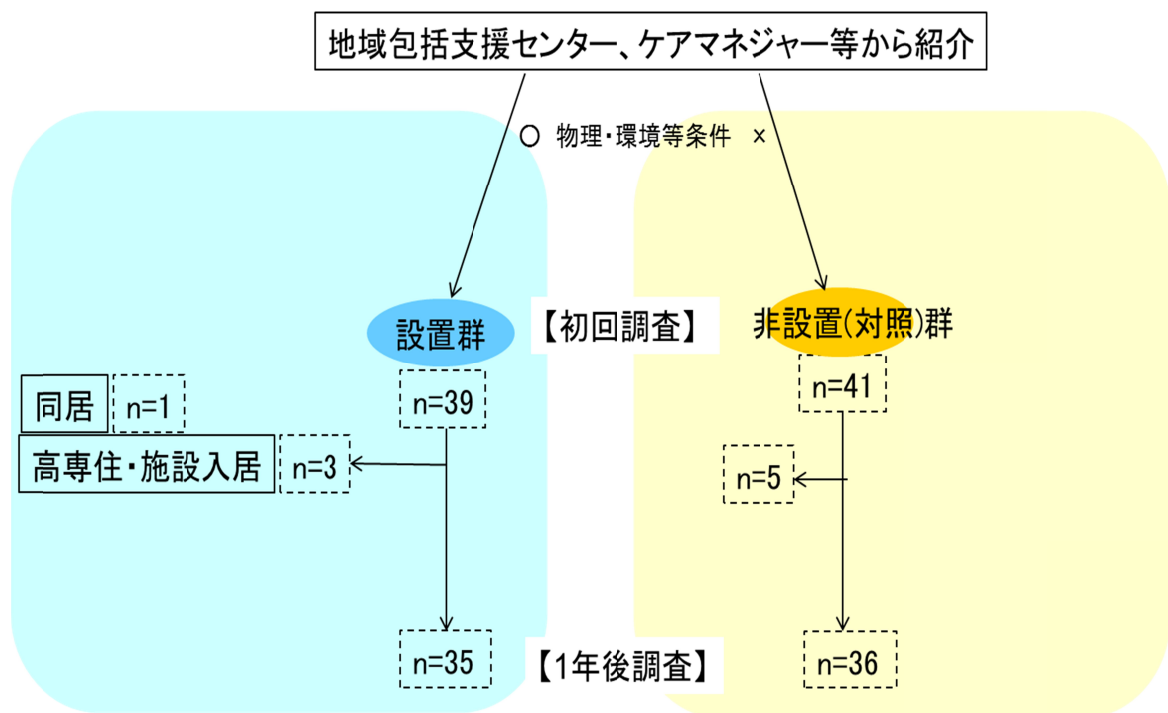 地域包括支援センター、ケアマネジャー等から紹介
○ 物理・環境等条件 ×
設置群
【初回調査】
非設置(対照)群
n=39
n=41
同居
n=1
高専住・施設入居
n=3
n=5
n=35
【1年後調査】
n=36